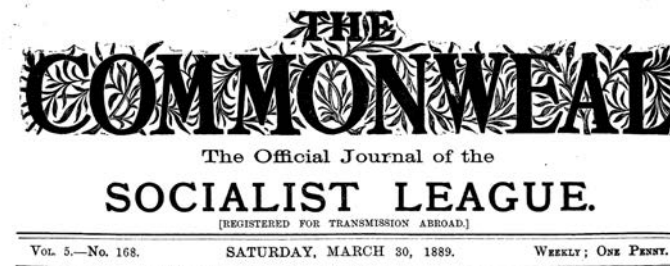 THE
COMMONWEAL
The Official Journal of the
SOCIALIST LEAGUE.
[REGISTERED FOR TRANSMISSION ABROAD.]
VOL. 5.—No. 168. SATURDAY, MARCH 30, 1889. WEEKLY; ONE PENNY.